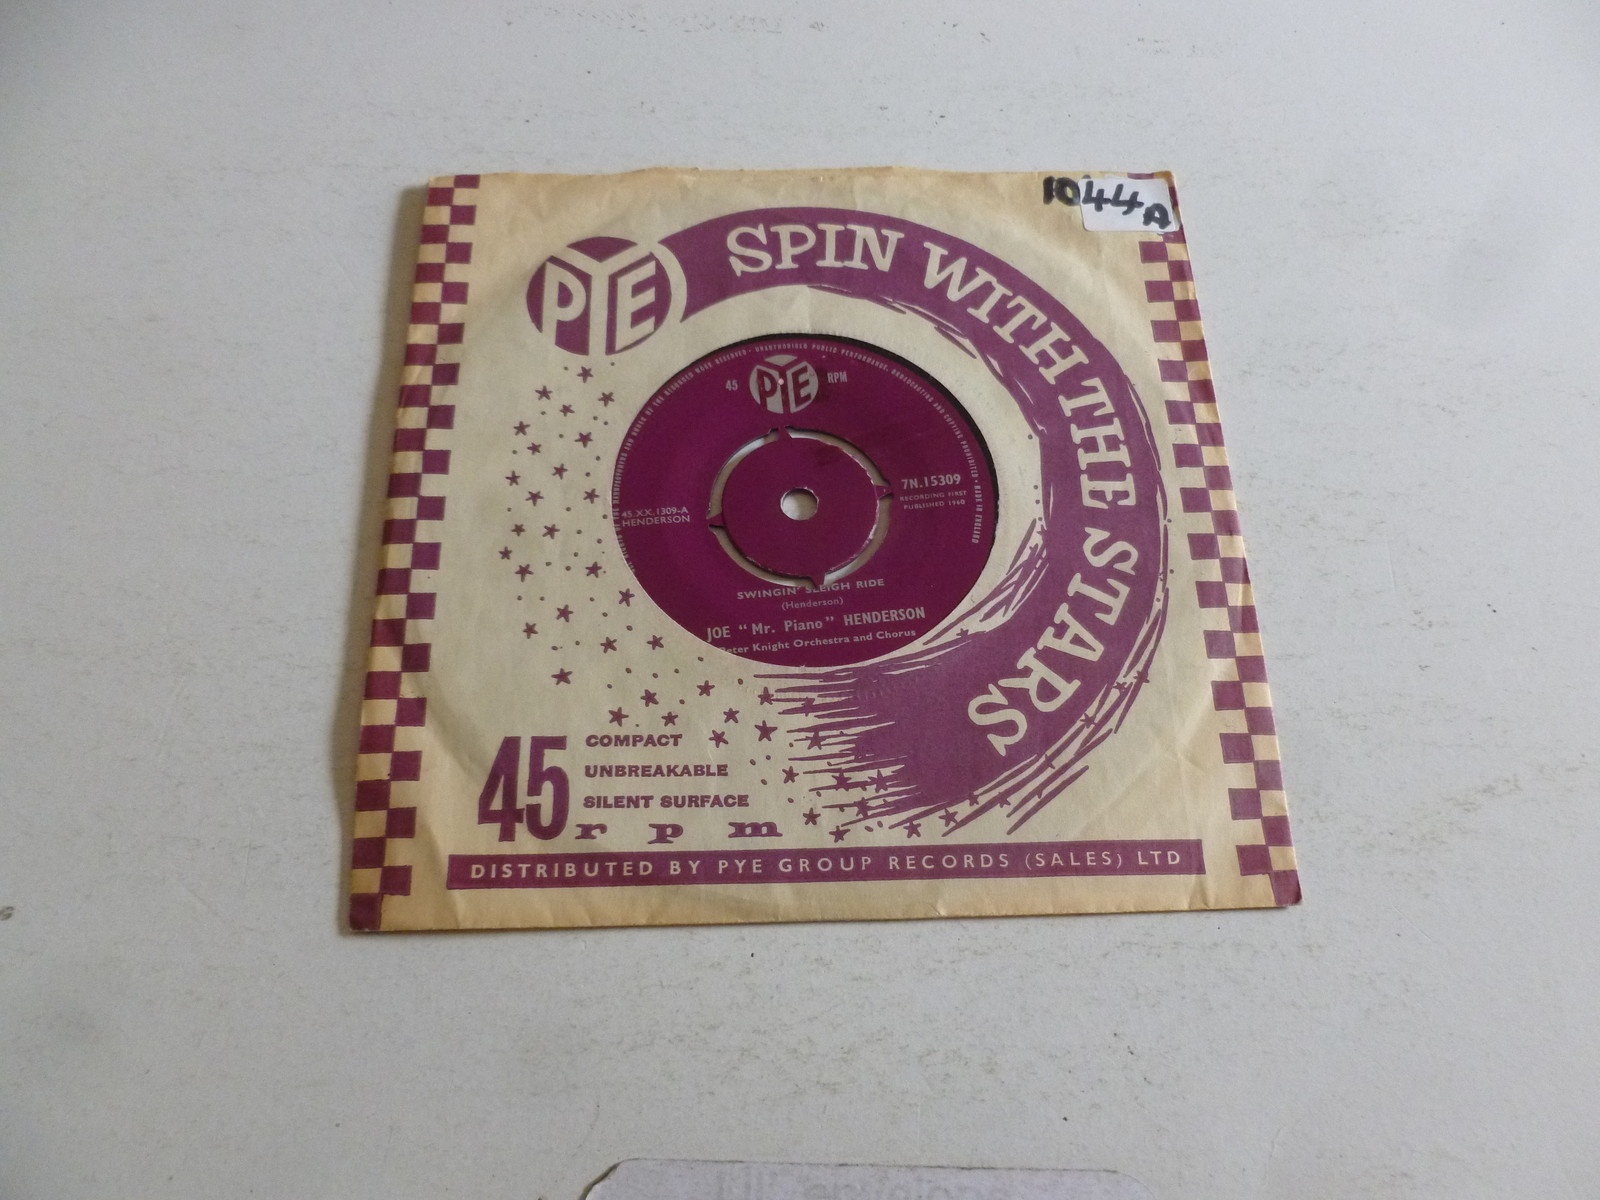 1044A
PYE
SPIN WITH THE STARS
45 PYE RPM
7N.15309
RECORDING FIRST
PUBLISHED 1960
45.XX.1309-A
HENDERSON
SWINGIN' SLEIGH RIDE
(Henderson)
JOE "Mr. Piano" HENDERSON
Peter Knight Orchestra and Chorus
45 rpm
COMPACT
UNBREAKABLE
SILENT SURFACE
DISTRIBUTED BY PYE GROUP RECORDS (SALES) LTD